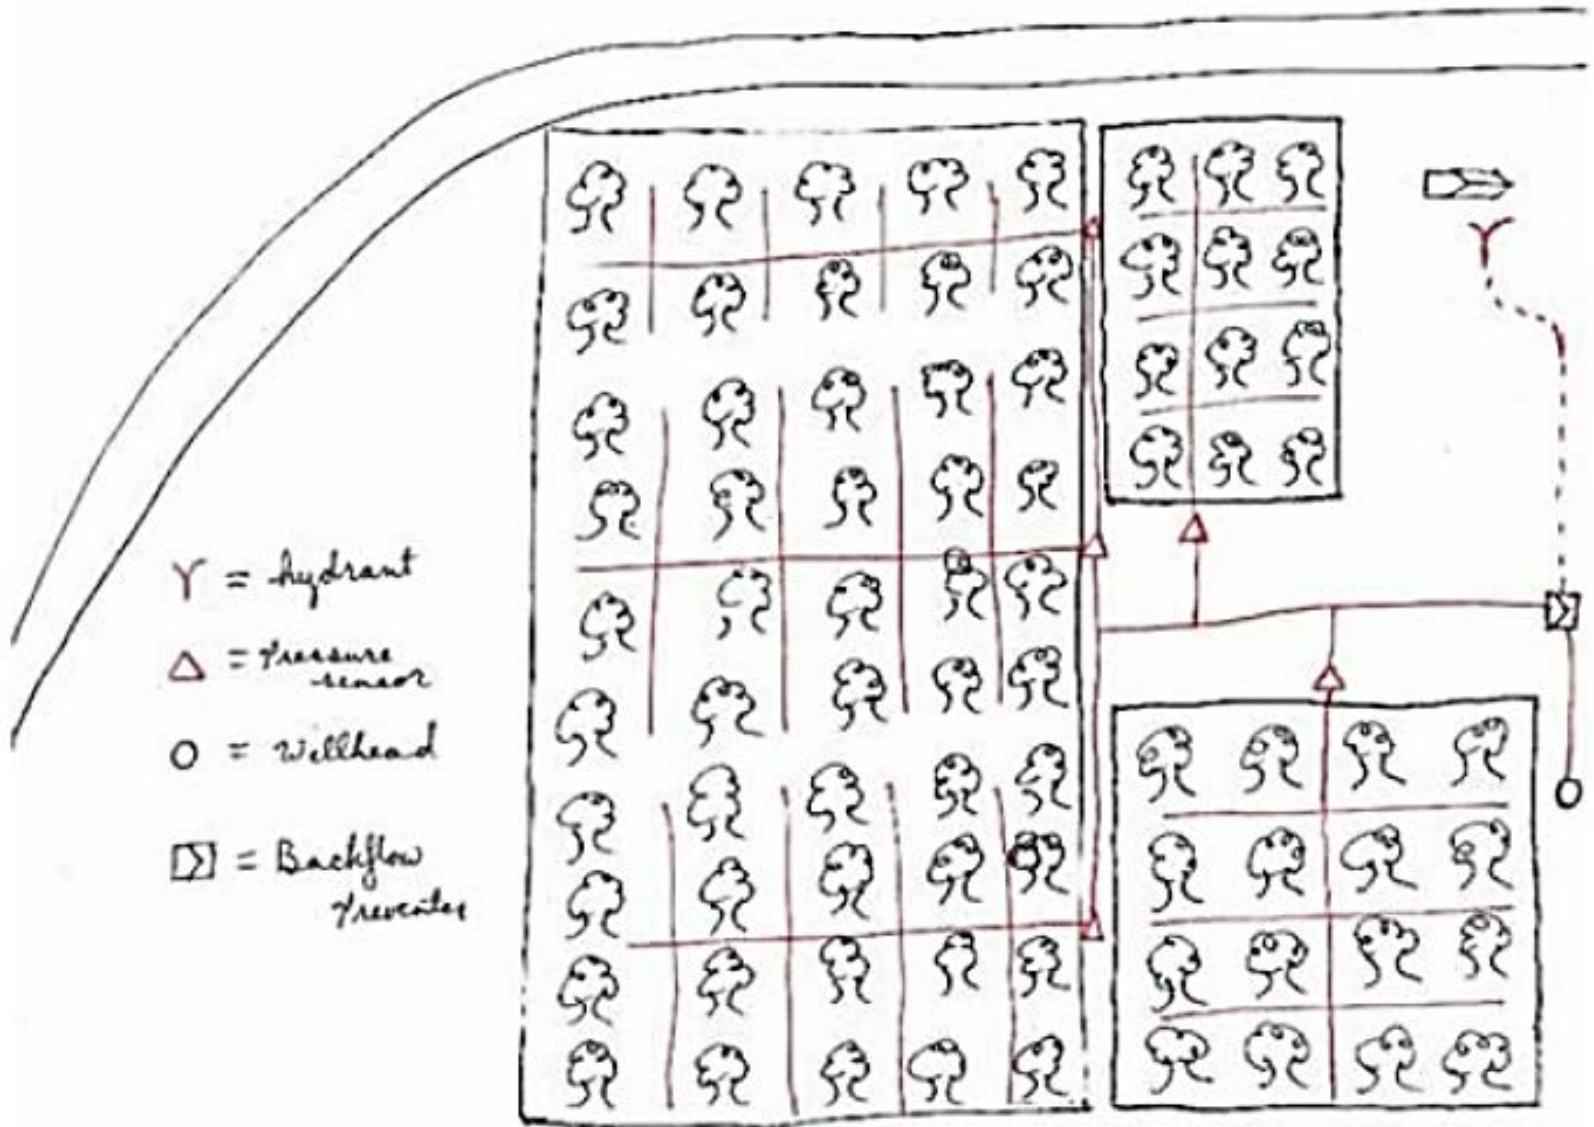 Y = hydrant
△ = Pressure
sensor
O = Wellhead
= Backflow
Preventer